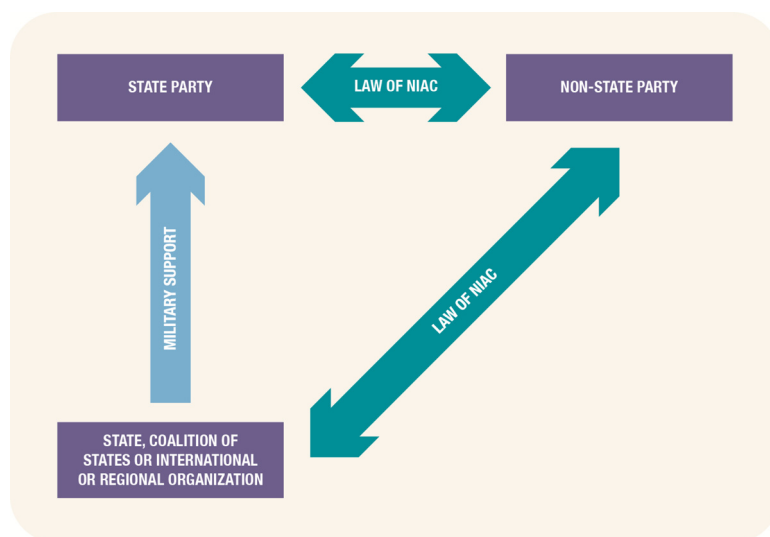 STATE PARTY
LAW OF NIAC
NON-STATE PARTY
MILITARY SUPPORT
LAW OF NIAC
STATE, COALITION OF
STATES OR INTERNATIONAL
OR REGIONAL ORGANIZATION